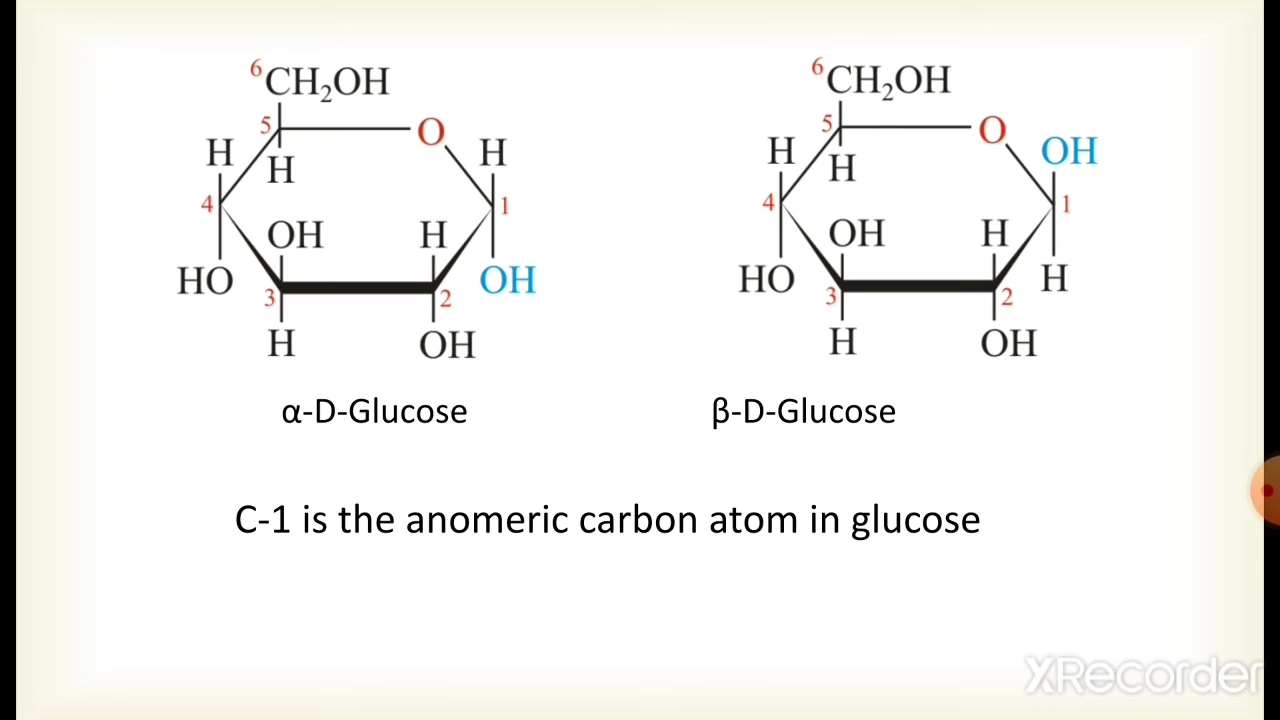 6CH2OH 6CH2OH
5 O 5 O
H H H OH
H H
4 1 4 1
OH H OH H
HO OH HO H
3 2 3 2
H OH H OH
α-D-Glucose β-D-Glucose
C-1 is the anomeric carbon atom in glucose
XRecorder